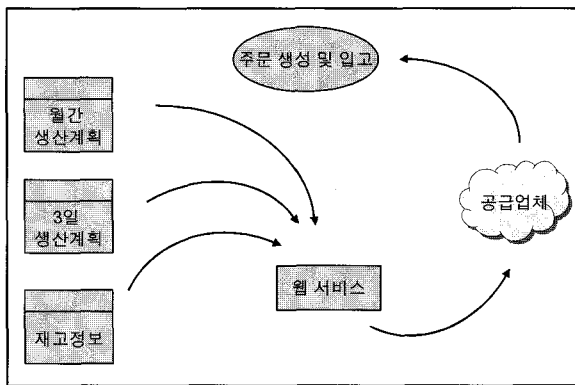 주문 생성 및 입고
월간
생산계획
3일
생산계획
공급업체
웹 서비스
재고정보